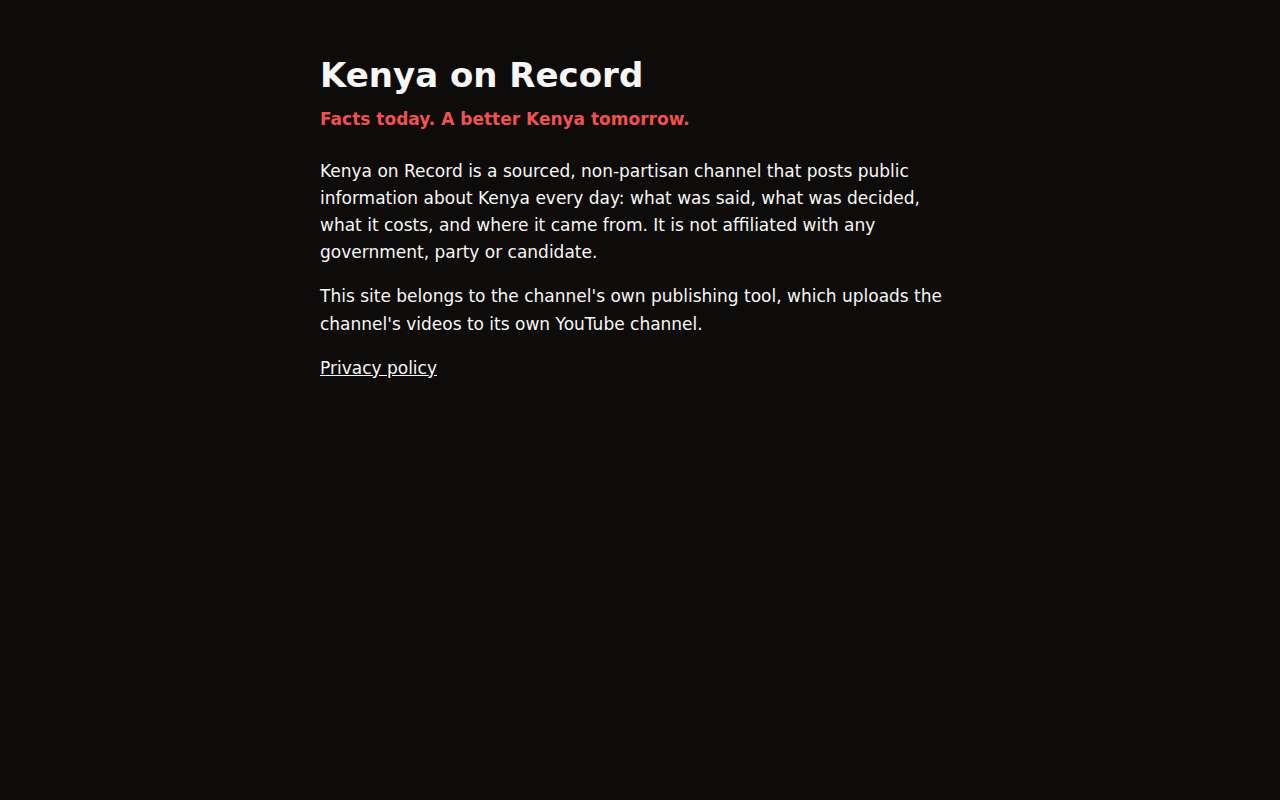 Kenya on Record
Facts today. A better Kenya tomorrow.
Kenya on Record is a sourced, non-partisan channel that posts public
information about Kenya every day: what was said, what was decided,
what it costs, and where it came from. It is not affiliated with any
government, party or candidate.
This site belongs to the channel's own publishing tool, which uploads the
channel's videos to its own YouTube channel.
Privacy policy